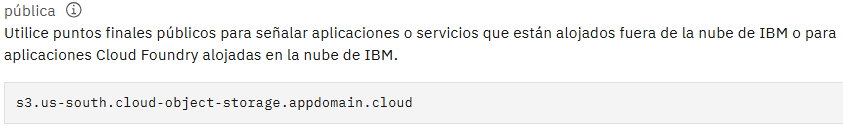 pública
Utilice puntos finales públicos para señalar aplicaciones o servicios que están alojados fuera de la nube de IBM o para
aplicaciones Cloud Foundry alojadas en la nube de IBM.
s3.us-south.cloud-object-storage.appdomain.cloud